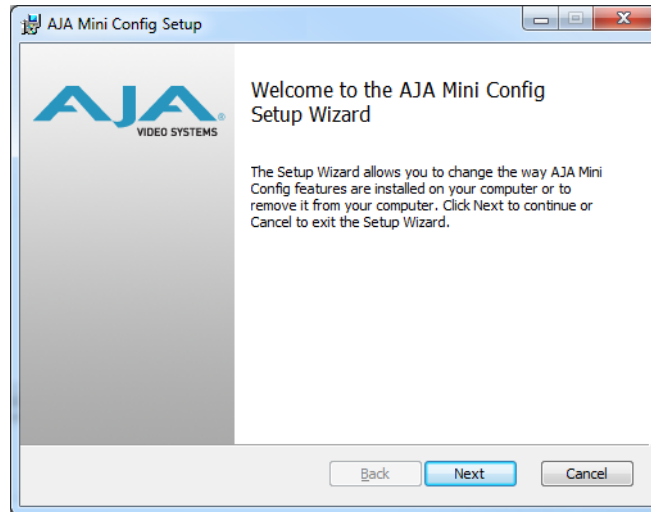 AJA Mini Config Setup
AJA
VIDEO SYSTEMS
Welcome to the AJA Mini Config
Setup Wizard
The Setup Wizard allows you to change the way AJA Mini
Config features are installed on your computer or to
remove it from your computer. Click Next to continue or
Cancel to exit the Setup Wizard.
Back
Next
Cancel